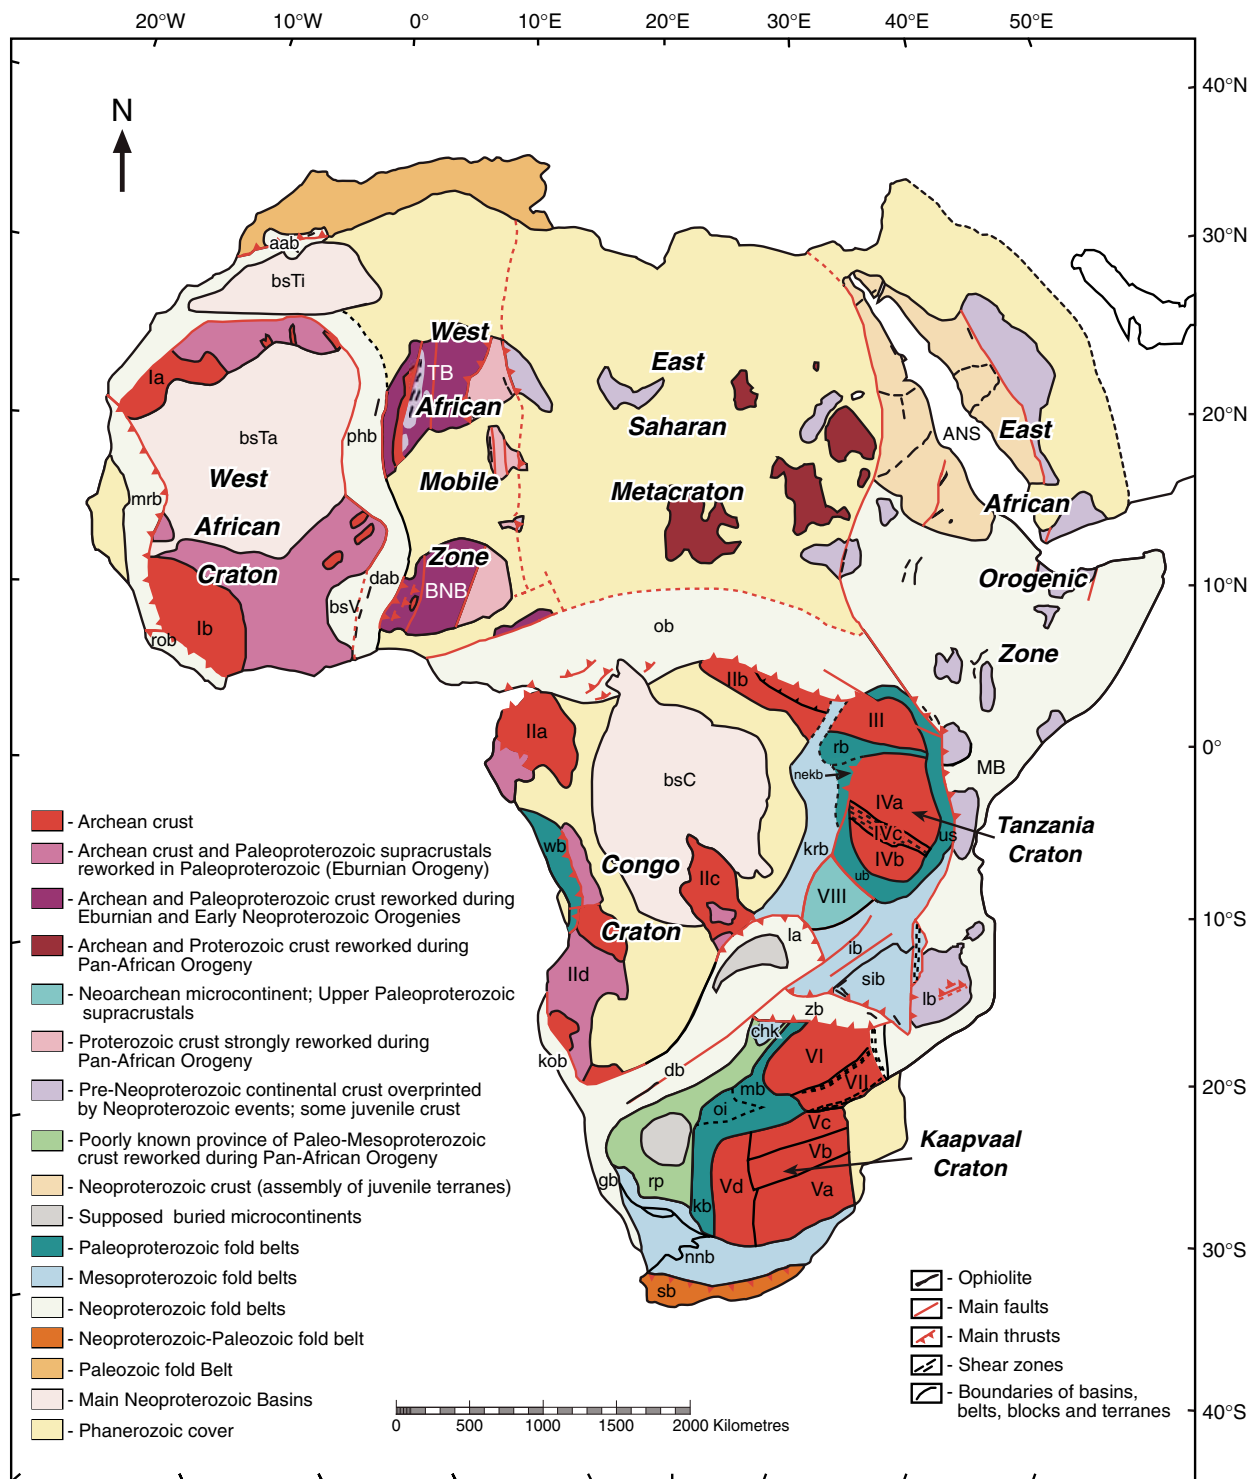 20°W 10°W 0° 10°E 20°E 30°E 40°E 50°E
40°N
N
30°N
aab
bsTi
West
TB
African
East
Saharan
Metacraton
Ia
20°N
bsTa
phb
ANS
East
African
West
Mobile
mrb
African
Craton
Zone
dab
BNB
bsV
Orogenic
10°N
Ib
rob
ob
Zone
IIb
III
IIa
rb
0°
nekb
MB
bsC
IVa
IVc
us
Tanzania
Craton
wb
krb
IVb
Congo
IIc
ub
VIII
Craton
la
10°S
ib
IId
sib
lb
zb
chk
kob
db
VI
VII
mb
20°S
oi
Vc
Kaapvaal
Craton
Vb
gb
rp
Vd
Va
kb
30°S
nnb
sb
40°S
- Archean crust
- Archean crust and Paleoproterozoic supracrustals
reworked in Paleoproterozoic (Eburnian Orogeny)
- Archean and Paleoproterozoic crust reworked during
Eburnian and Early Neoproterozoic Orogenies
- Archean and Proterozoic crust reworked during
Pan-African Orogeny
- Neoarchean microcontinent; Upper Paleoproterozoic
supracrustals
- Proterozoic crust strongly reworked during
Pan-African Orogeny
- Pre-Neoproterozoic continental crust overprinted
by Neoproterozoic events; some juvenile crust
- Poorly known province of Paleo-Mesoproterozoic
crust reworked during Pan-African Orogeny
- Neoproterozoic crust (assembly of juvenile terranes)
- Supposed buried microcontinents
- Paleoproterozoic fold belts
- Mesoproterozoic fold belts
- Neoproterozoic fold belts
- Neoproterozoic-Paleozoic fold belt
- Paleozoic fold Belt
- Main Neoproterozoic Basins
- Phanerozoic cover
0 500 1000 1500 2000 Kilometres
- Ophiolite
- Main faults
- Main thrusts
- Shear zones
- Boundaries of basins,
belts, blocks and terranes